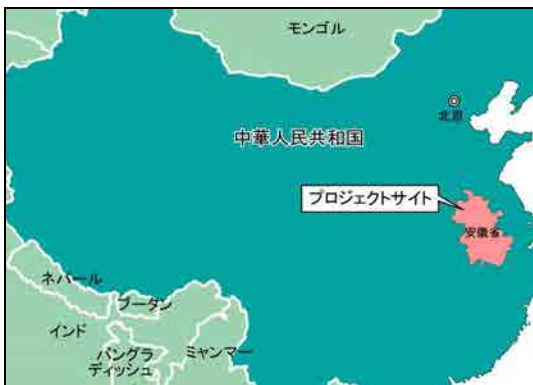 モンゴル
北京
中華人民共和国
プロジェクトサイト
安徽省
ネパール
ブータン
インド
バングラ
ディッシュ
ミャンマー